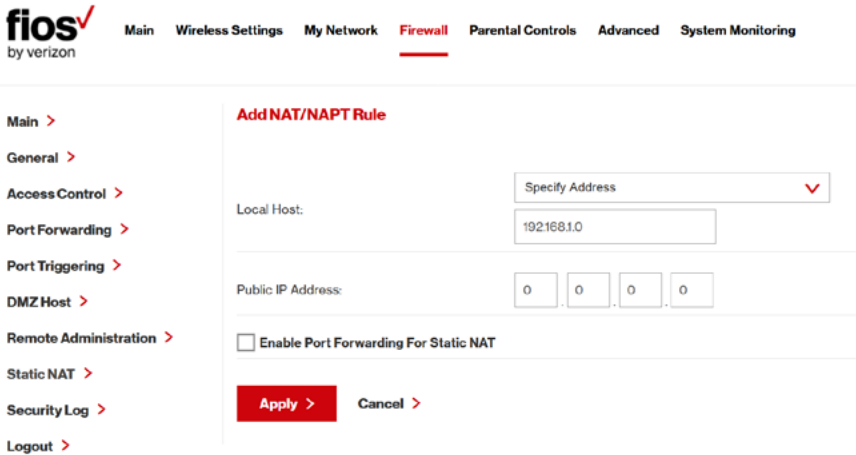 fios
by verizon
Main Wireless Settings My Network Firewall Parental Controls Advanced System Monitoring
Main >
General >
Access Control >
Port Forwarding >
Port Triggering >
DMZ Host >
Remote Administration >
Static NAT >
Security Log >
Logout >
Add NAT/NAPT Rule
Local Host:
Specify Address
192.168.1.0
Public IP Address:
0 . 0 . 0 . 0
Enable Port Forwarding For Static NAT
Apply > Cancel >